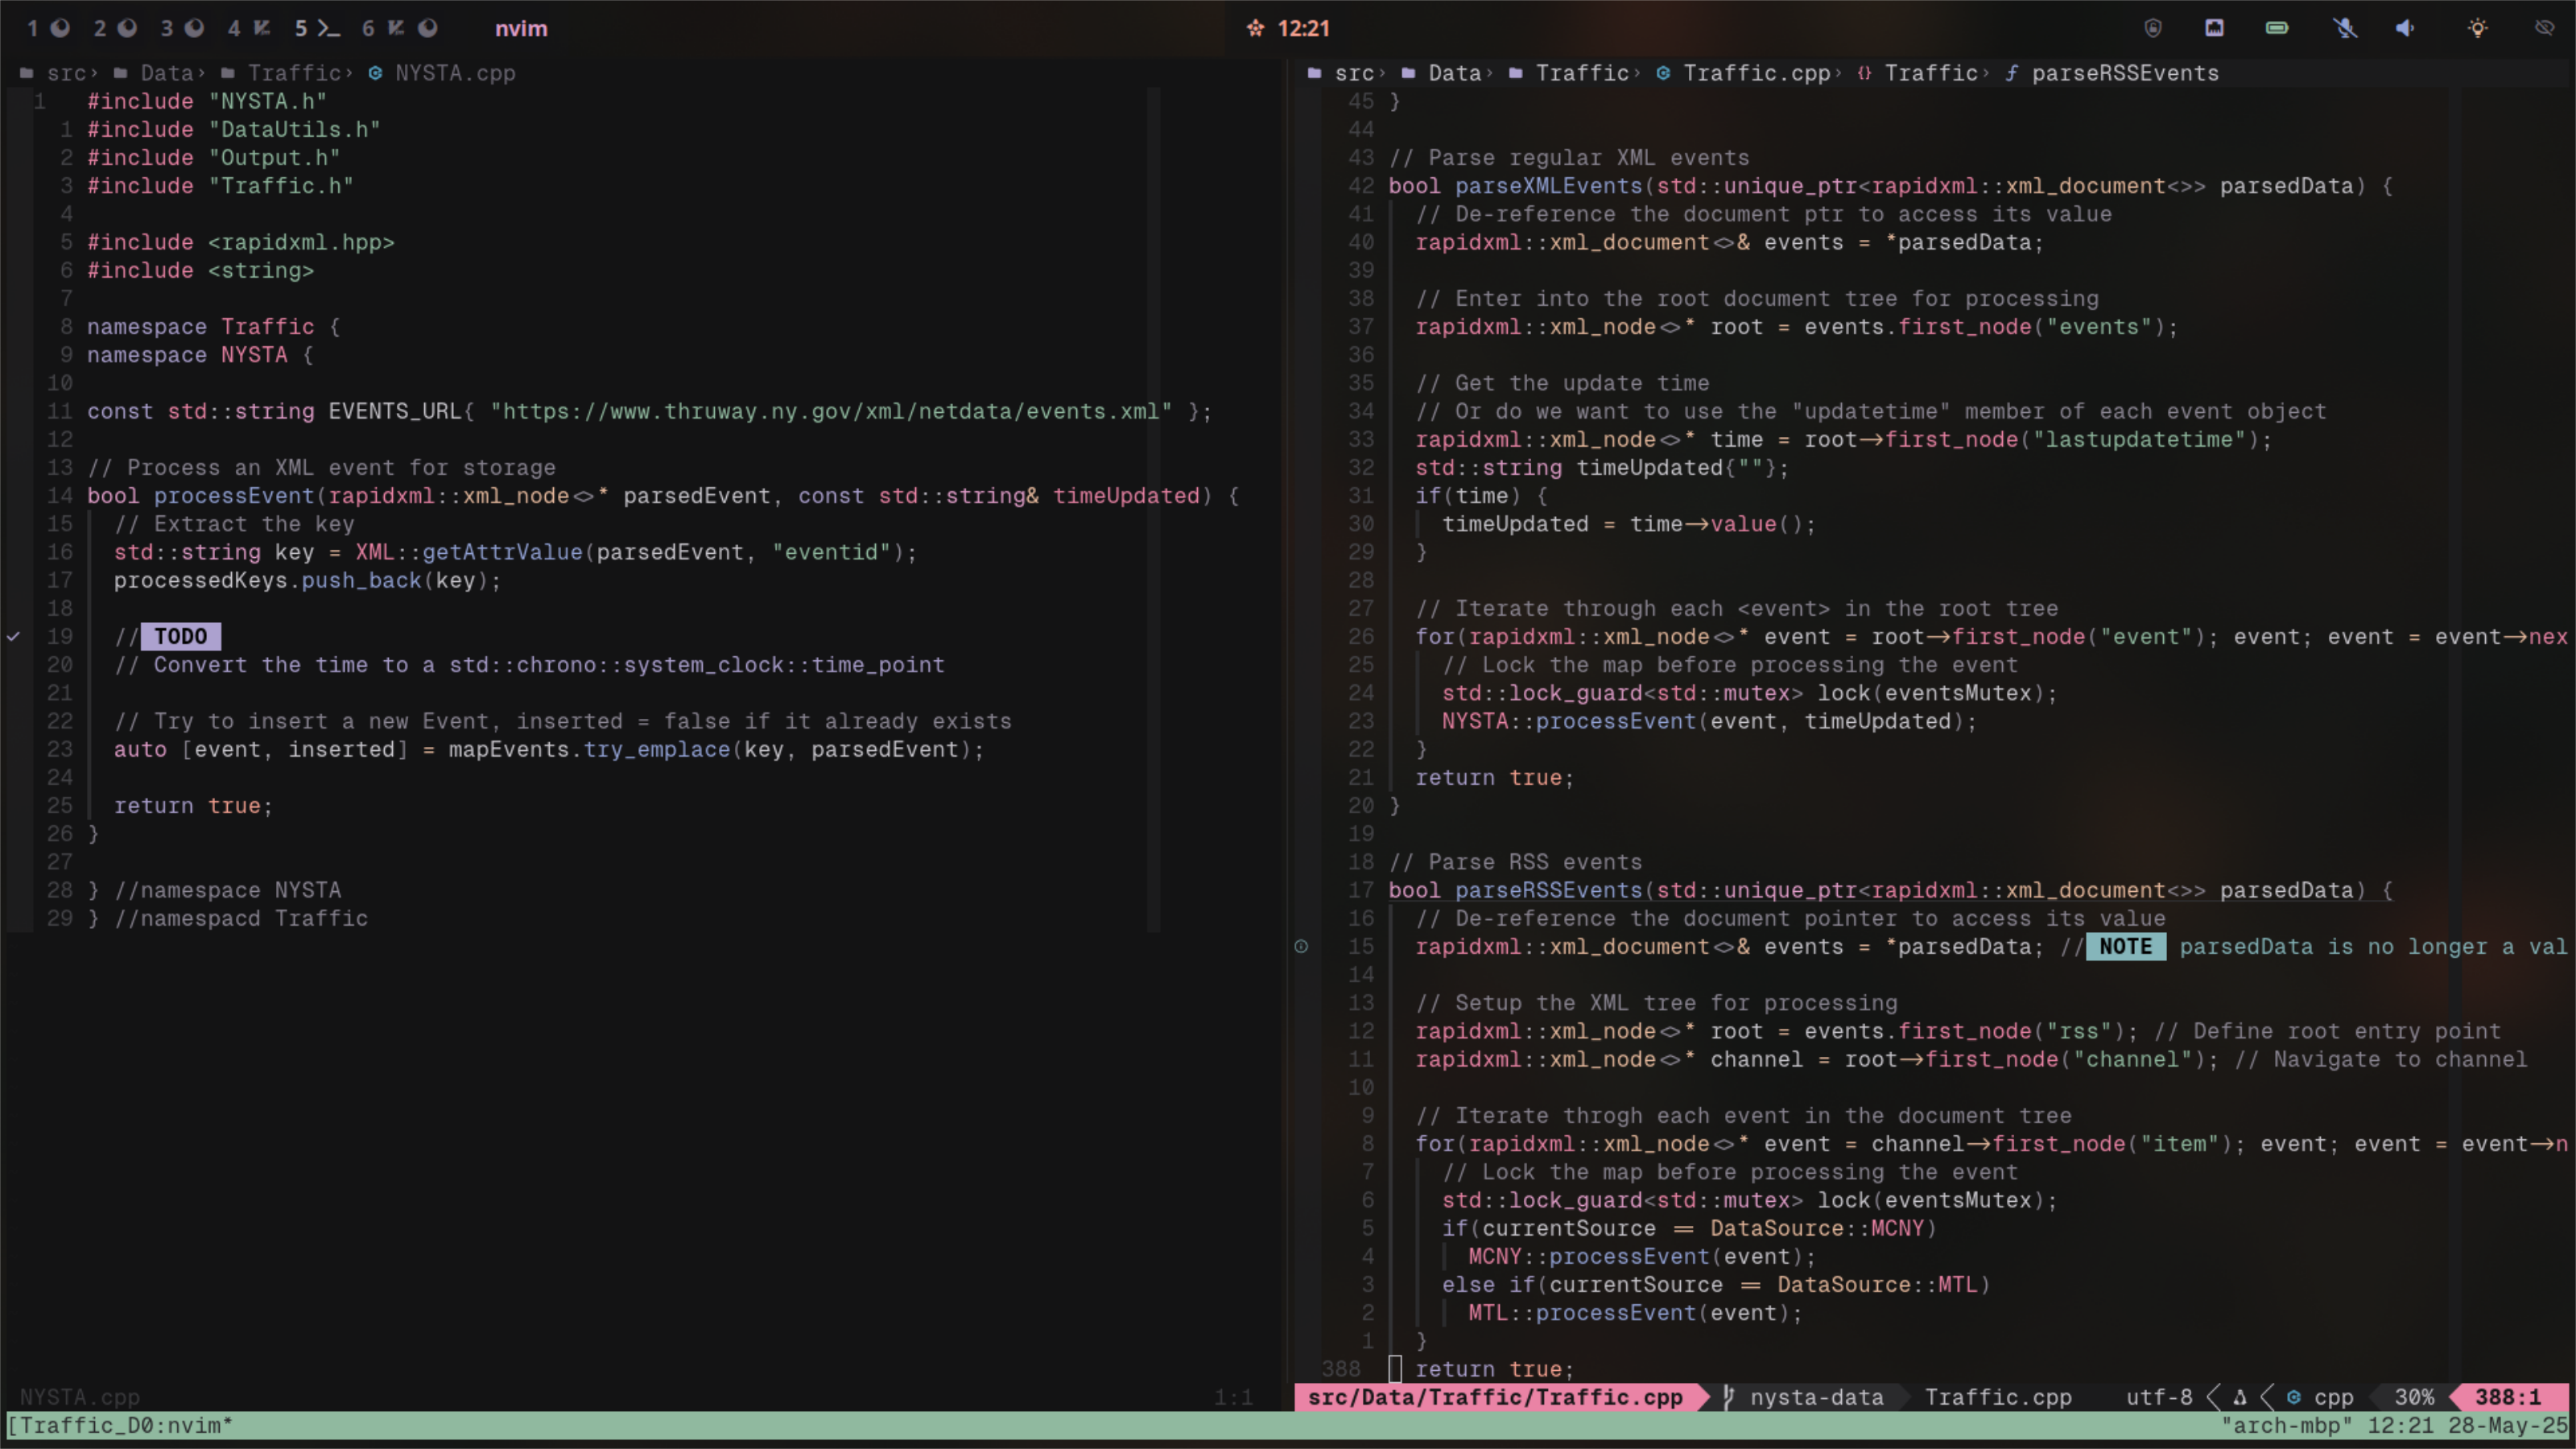 1 2 3 4 5 6 nvim 12:21
src› Data› Traffic› NYSTA.cpp
1 #include "NYSTA.h"
1 #include "DataUtils.h"
2 #include "Output.h"
3 #include "Traffic.h"
4
5 #include <rapidxml.hpp>
6 #include <string>
7
8 namespace Traffic {
9 namespace NYSTA {
10
11 const std::string EVENTS_URL{ "https://www.thruway.ny.gov/xml/netdata/events.xml" };
12
13 // Process an XML event for storage
14 bool processEvent(rapidxml::xml_node<>* parsedEvent, const std::string& timeUpdated) {
15 // Extract the key
16 std::string key = XML::getAttrValue(parsedEvent, "eventid");
17 processedKeys.push_back(key);
18
19 // TODO
20 // Convert the time to a std::chrono::system_clock::time_point
21
22 // Try to insert a new Event, inserted = false if it already exists
23 auto [event, inserted] = mapEvents.try_emplace(key, parsedEvent);
24
25 return true;
26 }
27
28 } //namespace NYSTA
29 } //namespacd Traffic
NYSTA.cpp 1:1
src› Data› Traffic› Traffic.cpp› {} Traffic› ƒ parseRSSEvents
45 }
44
43 // Parse regular XML events
42 bool parseXMLEvents(std::unique_ptr<rapidxml::xml_document<>> parsedData) {
41 // De-reference the document ptr to access its value
40 rapidxml::xml_document<>& events = *parsedData;
39
38 // Enter into the root document tree for processing
37 rapidxml::xml_node<>* root = events.first_node("events");
36
35 // Get the update time
34 // Or do we want to use the "updatetime" member of each event object
33 rapidxml::xml_node<>* time = root->first_node("lastupdatetime");
32 std::string timeUpdated{""};
31 if(time) {
30 timeUpdated = time->value();
29 }
28
27 // Iterate through each <event> in the root tree
26 for(rapidxml::xml_node<>* event = root->first_node("event"); event; event = event->nex
25 // Lock the map before processing the event
24 std::lock_guard<std::mutex> lock(eventsMutex);
23 NYSTA::processEvent(event, timeUpdated);
22 }
21 return true;
20 }
19
18 // Parse RSS events
17 bool parseRSSEvents(std::unique_ptr<rapidxml::xml_document<>> parsedData) {
16 // De-reference the document pointer to access its value
15 rapidxml::xml_document<>& events = *parsedData; // NOTE parsedData is no longer a val
14
13 // Setup the XML tree for processing
12 rapidxml::xml_node<>* root = events.first_node("rss"); // Define root entry point
11 rapidxml::xml_node<>* channel = root->first_node("channel"); // Navigate to channel
10
9 // Iterate throgh each event in the document tree
8 for(rapidxml::xml_node<>* event = channel->first_node("item"); event; event = event->n
7 // Lock the map before processing the event
6 std::lock_guard<std::mutex> lock(eventsMutex);
5 if(currentSource == DataSource::MCNY)
4 MCNY::processEvent(event);
3 else if(currentSource == DataSource::MTL)
2 MTL::processEvent(event);
1 }
388 return true;
src/Data/Traffic/Traffic.cpp nysta-data Traffic.cpp utf-8 cpp 30% 388:1
[Traffic_D0:nvim* "arch-mbp" 12:21 28-May-25